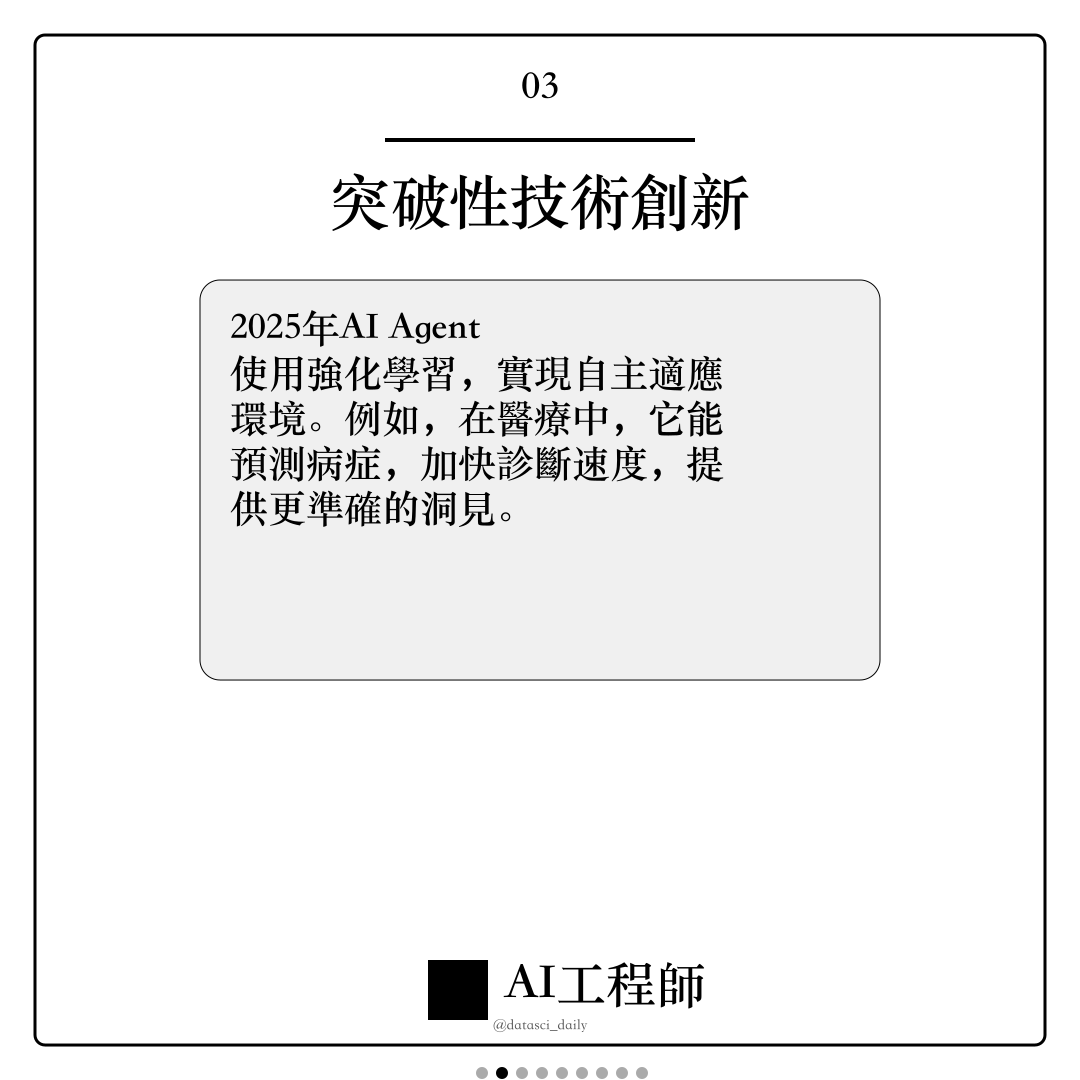 03
突破性技術創新
2025年AI Agent
使用強化學習，實現自主適應
環境。例如，在醫療中，它能
預測病症，加快診斷速度，提
供更準確的洞見。
AI工程師
@datasci_daily